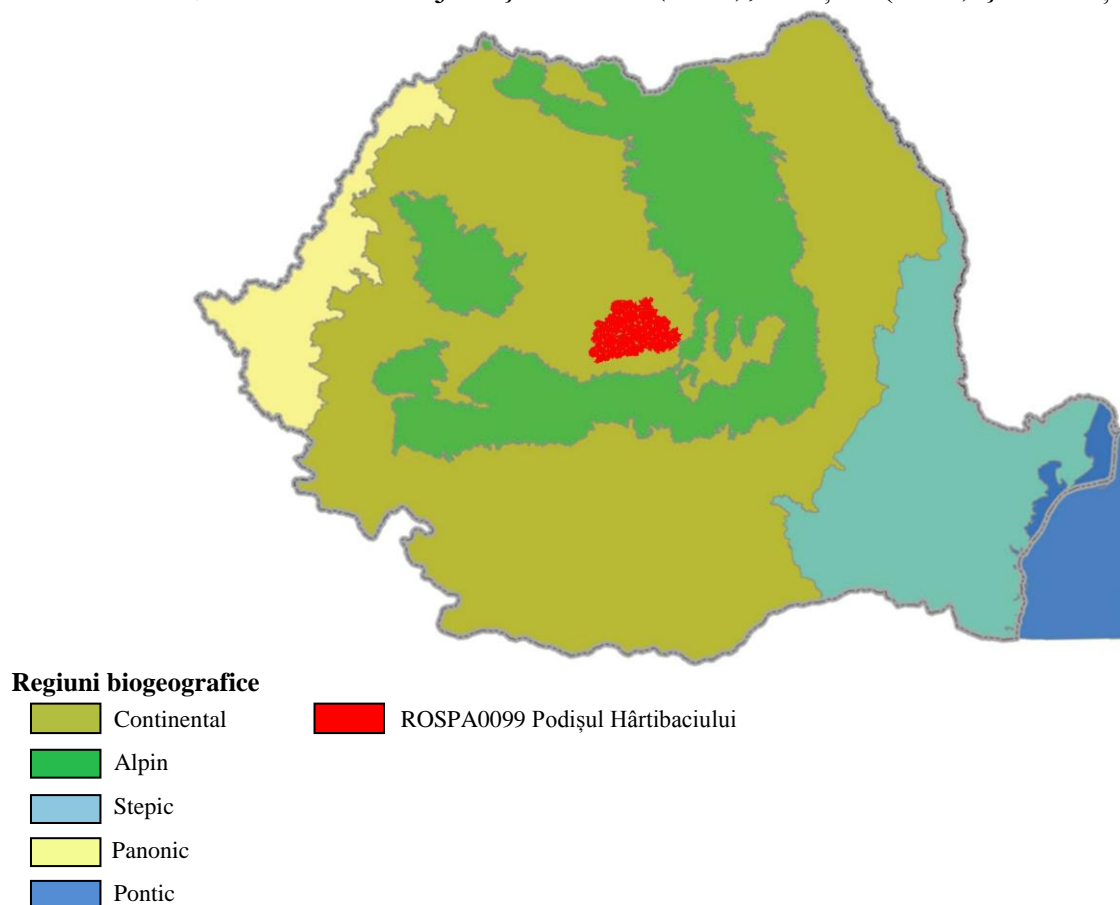 Regiuni biogeografice
Continental
ROSPA0099 Podișul Hârtibaciului
Alpin
Stepic
Panonic
Pontic